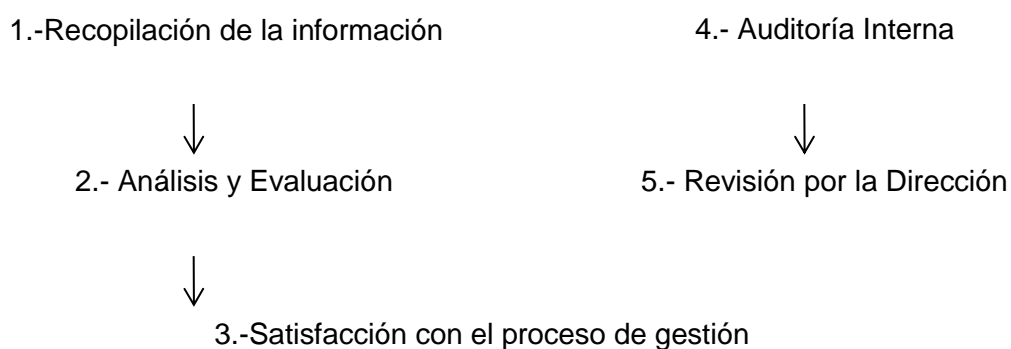 1.-Recopilación de la información
4.- Auditoría Interna
2.- Análisis y Evaluación
5.- Revisión por la Dirección
3.-Satisfacción con el proceso de gestión